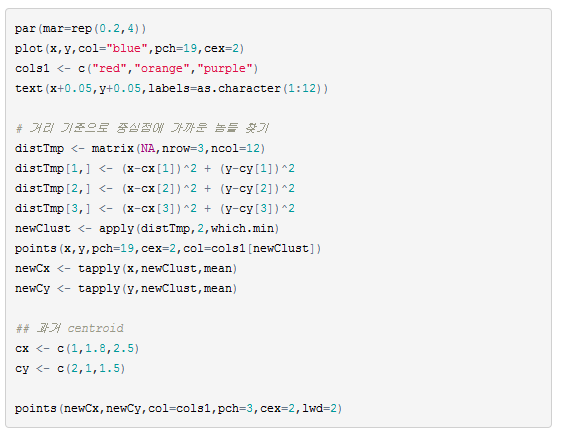 par(mar=rep(0.2,4))
plot(x,y,col="blue",pch=19,cex=2)
cols1 <- c("red","orange","purple")
text(x+0.05,y+0.05,labels=as.character(1:12))
# 거리 기준으로 중심점에 가까운 놈들 찾기
distTmp <- matrix(NA,nrow=3,ncol=12)
distTmp[1,] <- (x-cx[1])^2 + (y-cy[1])^2
distTmp[2,] <- (x-cx[2])^2 + (y-cy[2])^2
distTmp[3,] <- (x-cx[3])^2 + (y-cy[3])^2
newClust <- apply(distTmp,2,which.min)
points(x,y,pch=19,cex=2,col=cols1[newClust])
newCx <- tapply(x,newClust,mean)
newCy <- tapply(y,newClust,mean)
## 과거 centroid
cx <- c(1,1.8,2.5)
cy <- c(2,1,1.5)
points(newCx,newCy,col=cols1,pch=3,cex=2,lwd=2)